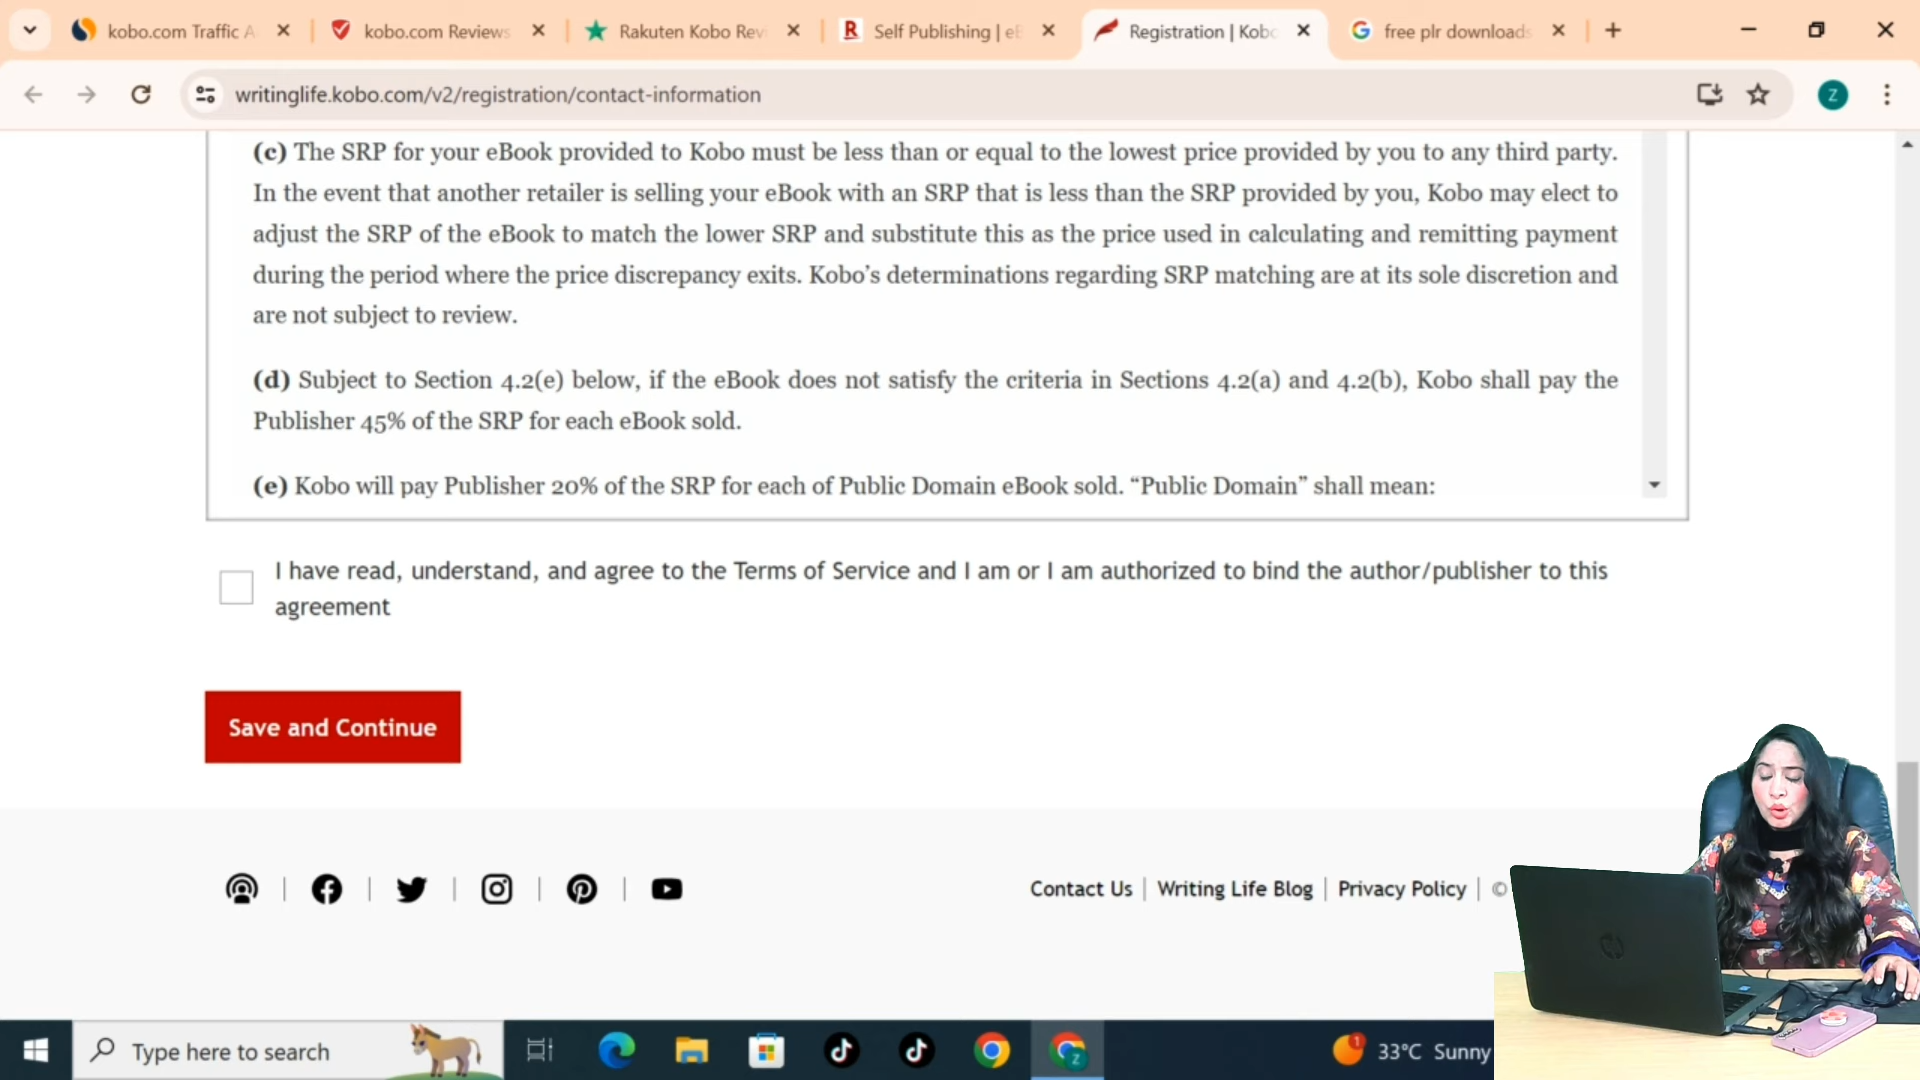 kobo.com Traffic A
kobo.com Reviews
Rakuten Kobo Rev
Self Publishing | eB
Registration | Kobo
free plr downloads
writinglife.kobo.com/v2/registration/contact-information
Z
(c) The SRP for your eBook provided to Kobo must be less than or equal to the lowest price provided by you to any third party.
In the event that another retailer is selling your eBook with an SRP that is less than the SRP provided by you, Kobo may elect to
adjust the SRP of the eBook to match the lower SRP and substitute this as the price used in calculating and remitting payment
during the period where the price discrepancy exits. Kobo’s determinations regarding SRP matching are at its sole discretion and
are not subject to review.
(d) Subject to Section 4.2(e) below, if the eBook does not satisfy the criteria in Sections 4.2(a) and 4.2(b), Kobo shall pay the
Publisher 45% of the SRP for each eBook sold.
(e) Kobo will pay Publisher 20% of the SRP for each of Public Domain eBook sold. “Public Domain” shall mean:
I have read, understand, and agree to the Terms of Service and I am or I am authorized to bind the author/publisher to this
agreement
Save and Continue
Contact Us | Writing Life Blog | Privacy Policy | ©
Type here to search
33°C Sunny